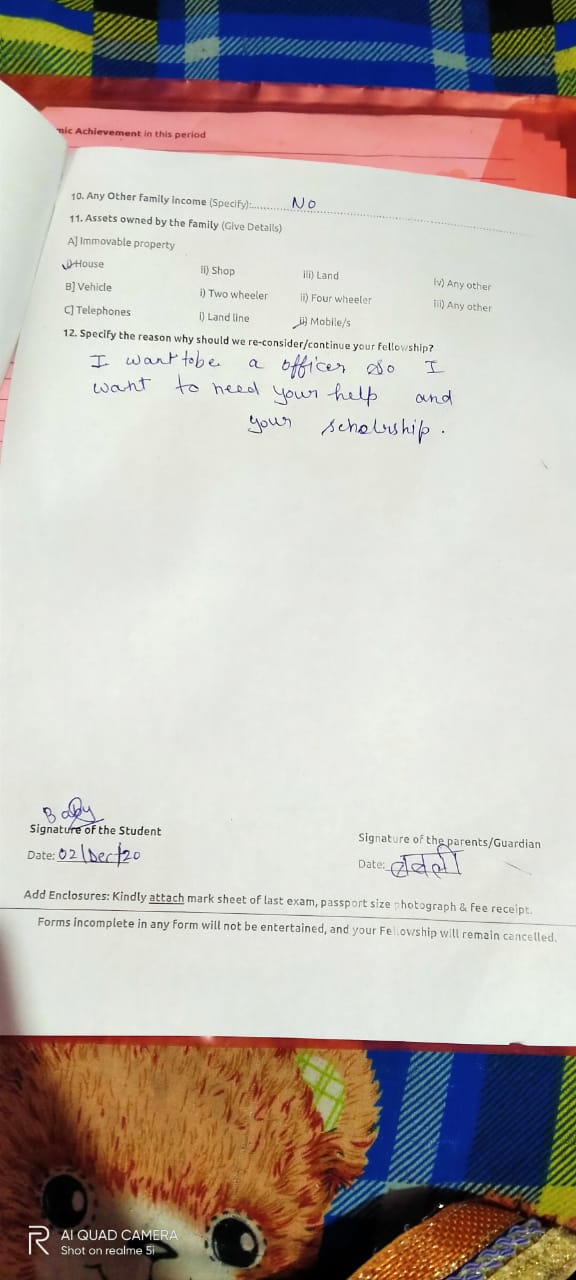 mic Achievement in this period
10. Any Other family income (Specify):............ No
11. Assets owned by the family (Give Details)
A] Immovable property
i) House ii) Shop iii) Land iv) Any other
B] Vehicle i) Two wheeler ii) Four wheeler iii) Any other
C] Telephones i) Land line ii) Mobile/s
12. Specify the reason why should we re-consider/continue your fellowship?
I want to be a officer so I
want to need your help and
your scholership.
Baby
Signature of the Student
Signature of the parents/Guardian
Date: 02/Dec/20
Date:
Add Enclosures: Kindly attach mark sheet of last exam, passport size photograph & fee receipt.
Forms incomplete in any form will not be entertained, and your Fellowship will remain cancelled.
R AI QUAD CAMERA
Shot on realme 5i